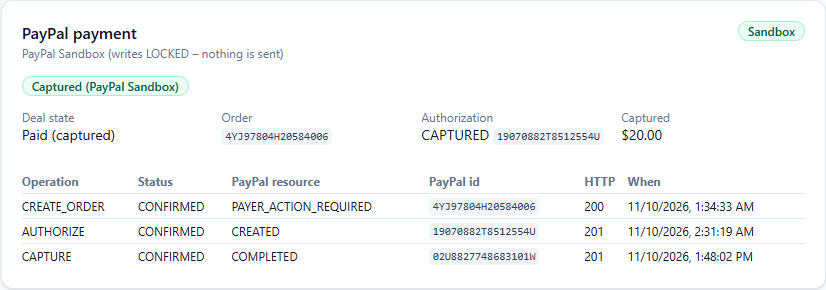 PayPal payment
Sandbox
PayPal Sandbox (writes LOCKED – nothing is sent)
Captured (PayPal Sandbox)
Deal state Order Authorization Captured
Paid (captured) 4YJ97804H20584006 CAPTURED 19070882T8512554U $20.00
Operation Status PayPal resource PayPal id HTTP When
CREATE_ORDER CONFIRMED PAYER_ACTION_REQUIRED 4YJ97804H20584006 200 11/10/2026, 1:34:33 AM
AUTHORIZE CONFIRMED CREATED 19070882T8512554U 201 11/10/2026, 2:31:19 AM
CAPTURE CONFIRMED COMPLETED 02U8827748683101W 201 11/10/2026, 1:48:02 PM